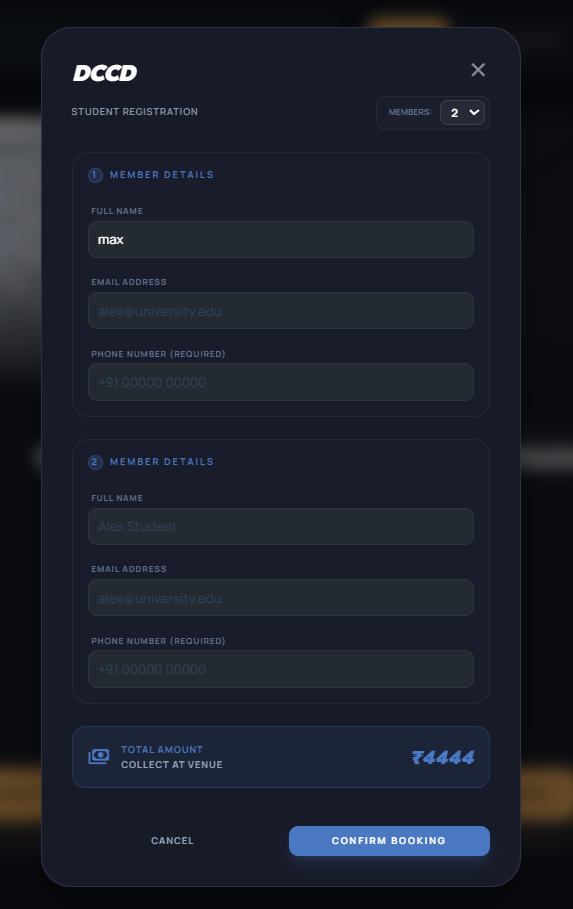 DCCD
STUDENT REGISTRATION
MEMBERS: 2
1 MEMBER DETAILS
FULL NAME
max
EMAIL ADDRESS
alex@university.edu
PHONE NUMBER (REQUIRED)
+91 00000 00000
2 MEMBER DETAILS
FULL NAME
Alex Student
EMAIL ADDRESS
alex@university.edu
PHONE NUMBER (REQUIRED)
+91 00000 00000
TOTAL AMOUNT
COLLECT AT VENUE
₹4444
CANCEL
CONFIRM BOOKING